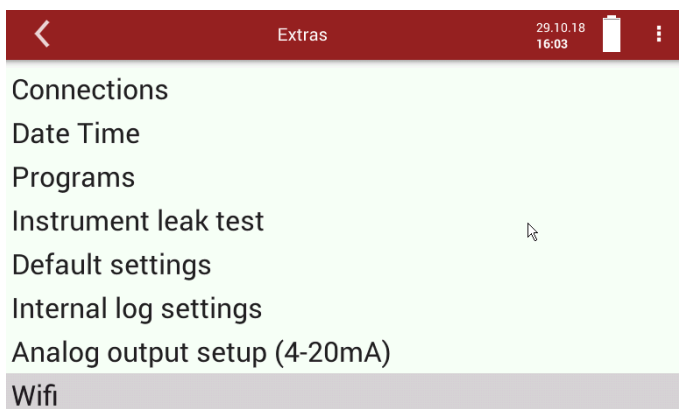 Extras
29.10.18
16:03
Connections
Date Time
Programs
Instrument leak test
Default settings
Internal log settings
Analog output setup (4-20mA)
Wifi